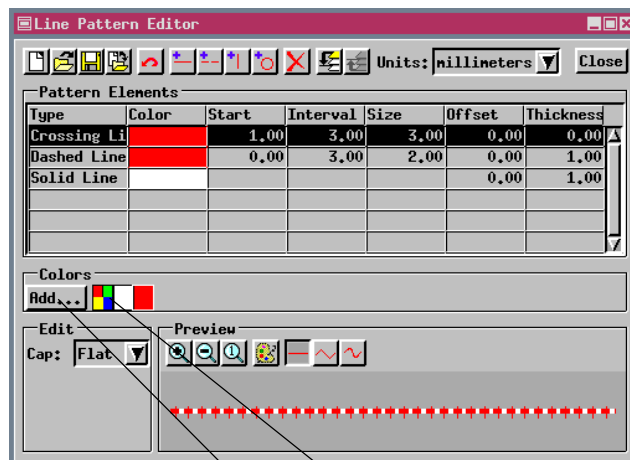 Line Pattern Editor
Units: millimeters Close
Pattern Elements
Type Color Start Interval Size Offset Thickness
Crossing Li 1.00 3.00 3.00 0.00 0.00
Dashed Line 0.00 3.00 2.00 0.00 1.00
Solid Line 0.00 1.00
Colors
Add...
Edit
Preview
Cap: Flat
1